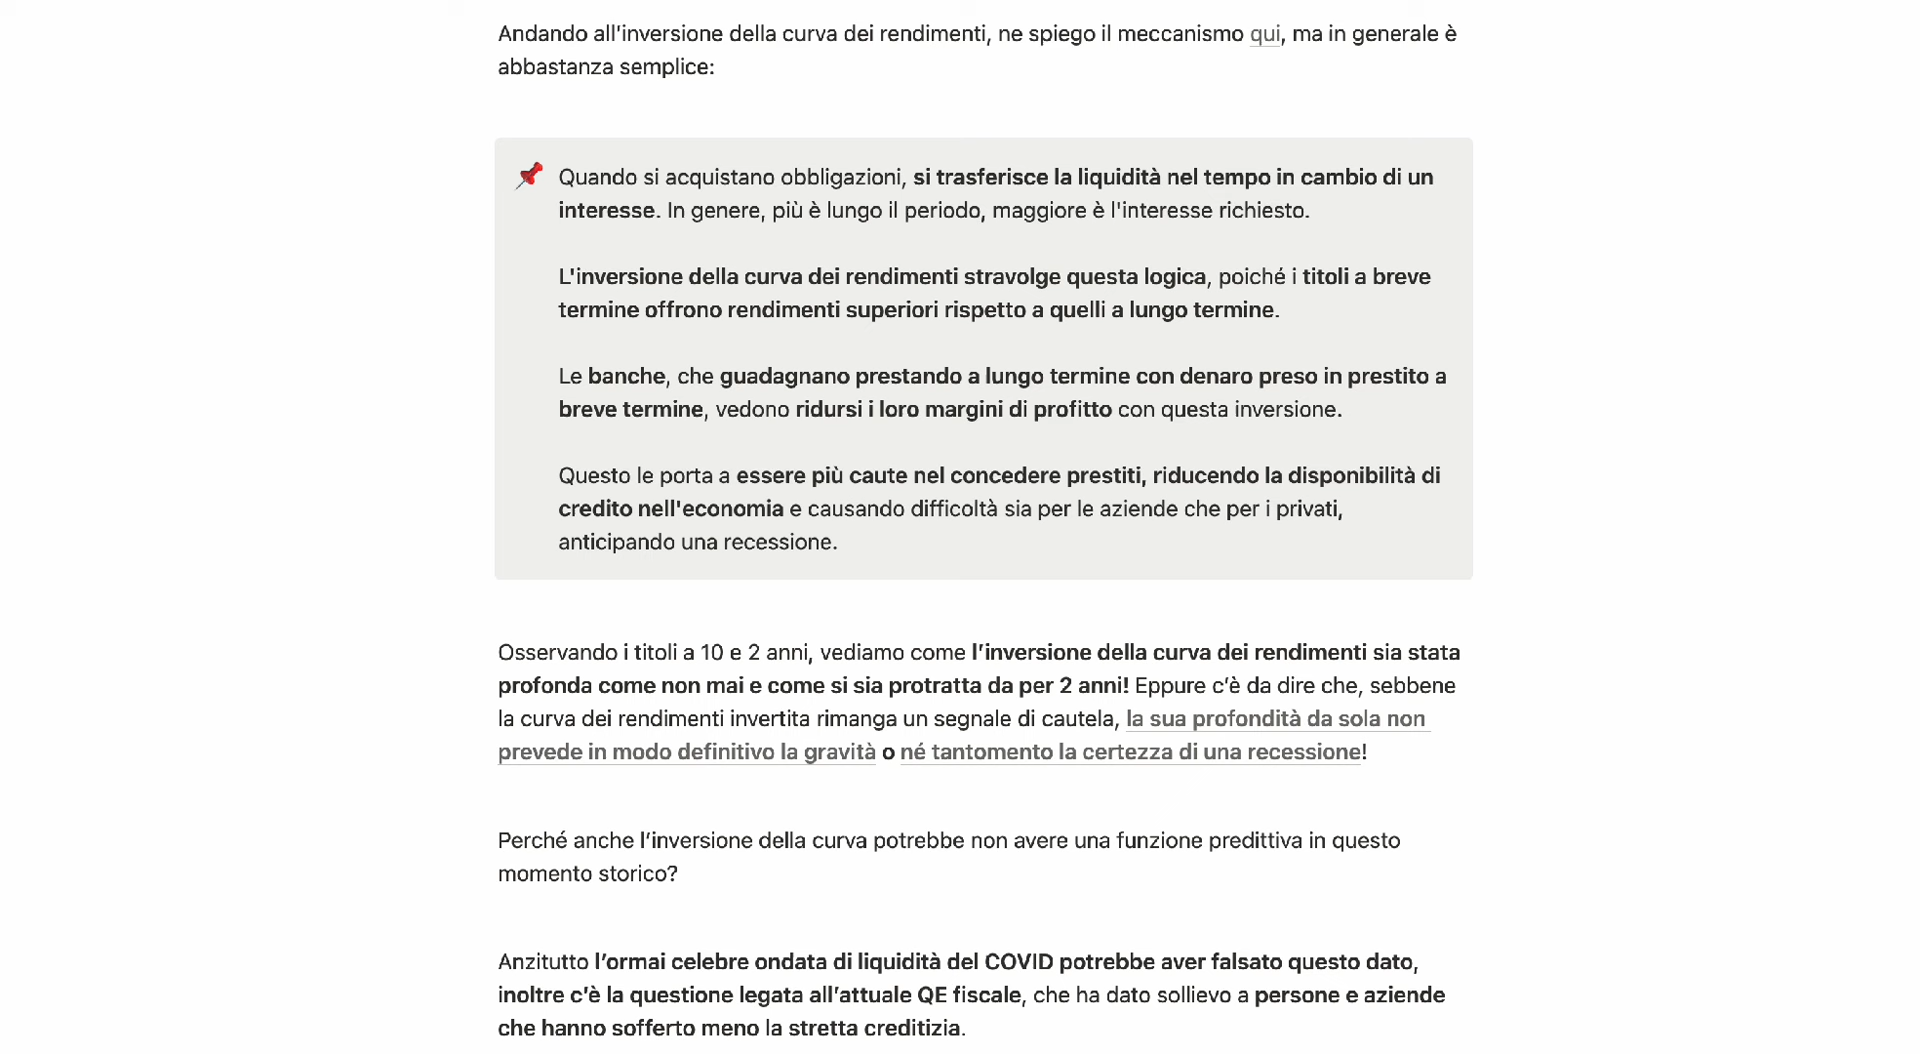 Andando all'inversione della curva dei rendimenti, ne spiego il meccanismo qui, ma in generale è
abbastanza semplice:
Quando si acquistano obbligazioni, si trasferisce la liquidità nel tempo in cambio di un
interesse. In genere, più è lungo il periodo, maggiore è l'interesse richiesto.
L'inversione della curva dei rendimenti stravolge questa logica, poiché i titoli a breve
termine offrono rendimenti superiori rispetto a quelli a lungo termine.
Le banche, che guadagnano prestando a lungo termine con denaro preso in prestito a
breve termine, vedono ridursi i loro margini di profitto con questa inversione.
Questo le porta a essere più caute nel concedere prestiti, riducendo la disponibilità di
credito nell'economia e causando difficoltà sia per le aziende che per i privati,
anticipando una recessione.
Osservando i titoli a 10 e 2 anni, vediamo come l’inversione della curva dei rendimenti sia stata
profonda come non mai e come si sia protratta da per 2 anni! Eppure c’è da dire che, sebbene
la curva dei rendimenti invertita rimanga un segnale di cautela, la sua profondità da sola non
prevede in modo definitivo la gravità o né tantomento la certezza di una recessione!
Perché anche l’inversione della curva potrebbe non avere una funzione predittiva in questo
momento storico?
Anzitutto l’ormai celebre ondata di liquidità del COVID potrebbe aver falsato questo dato,
inoltre c’è la questione legata all’attuale QE fiscale, che ha dato sollievo a persone e aziende
che hanno sofferto meno la stretta creditizia.